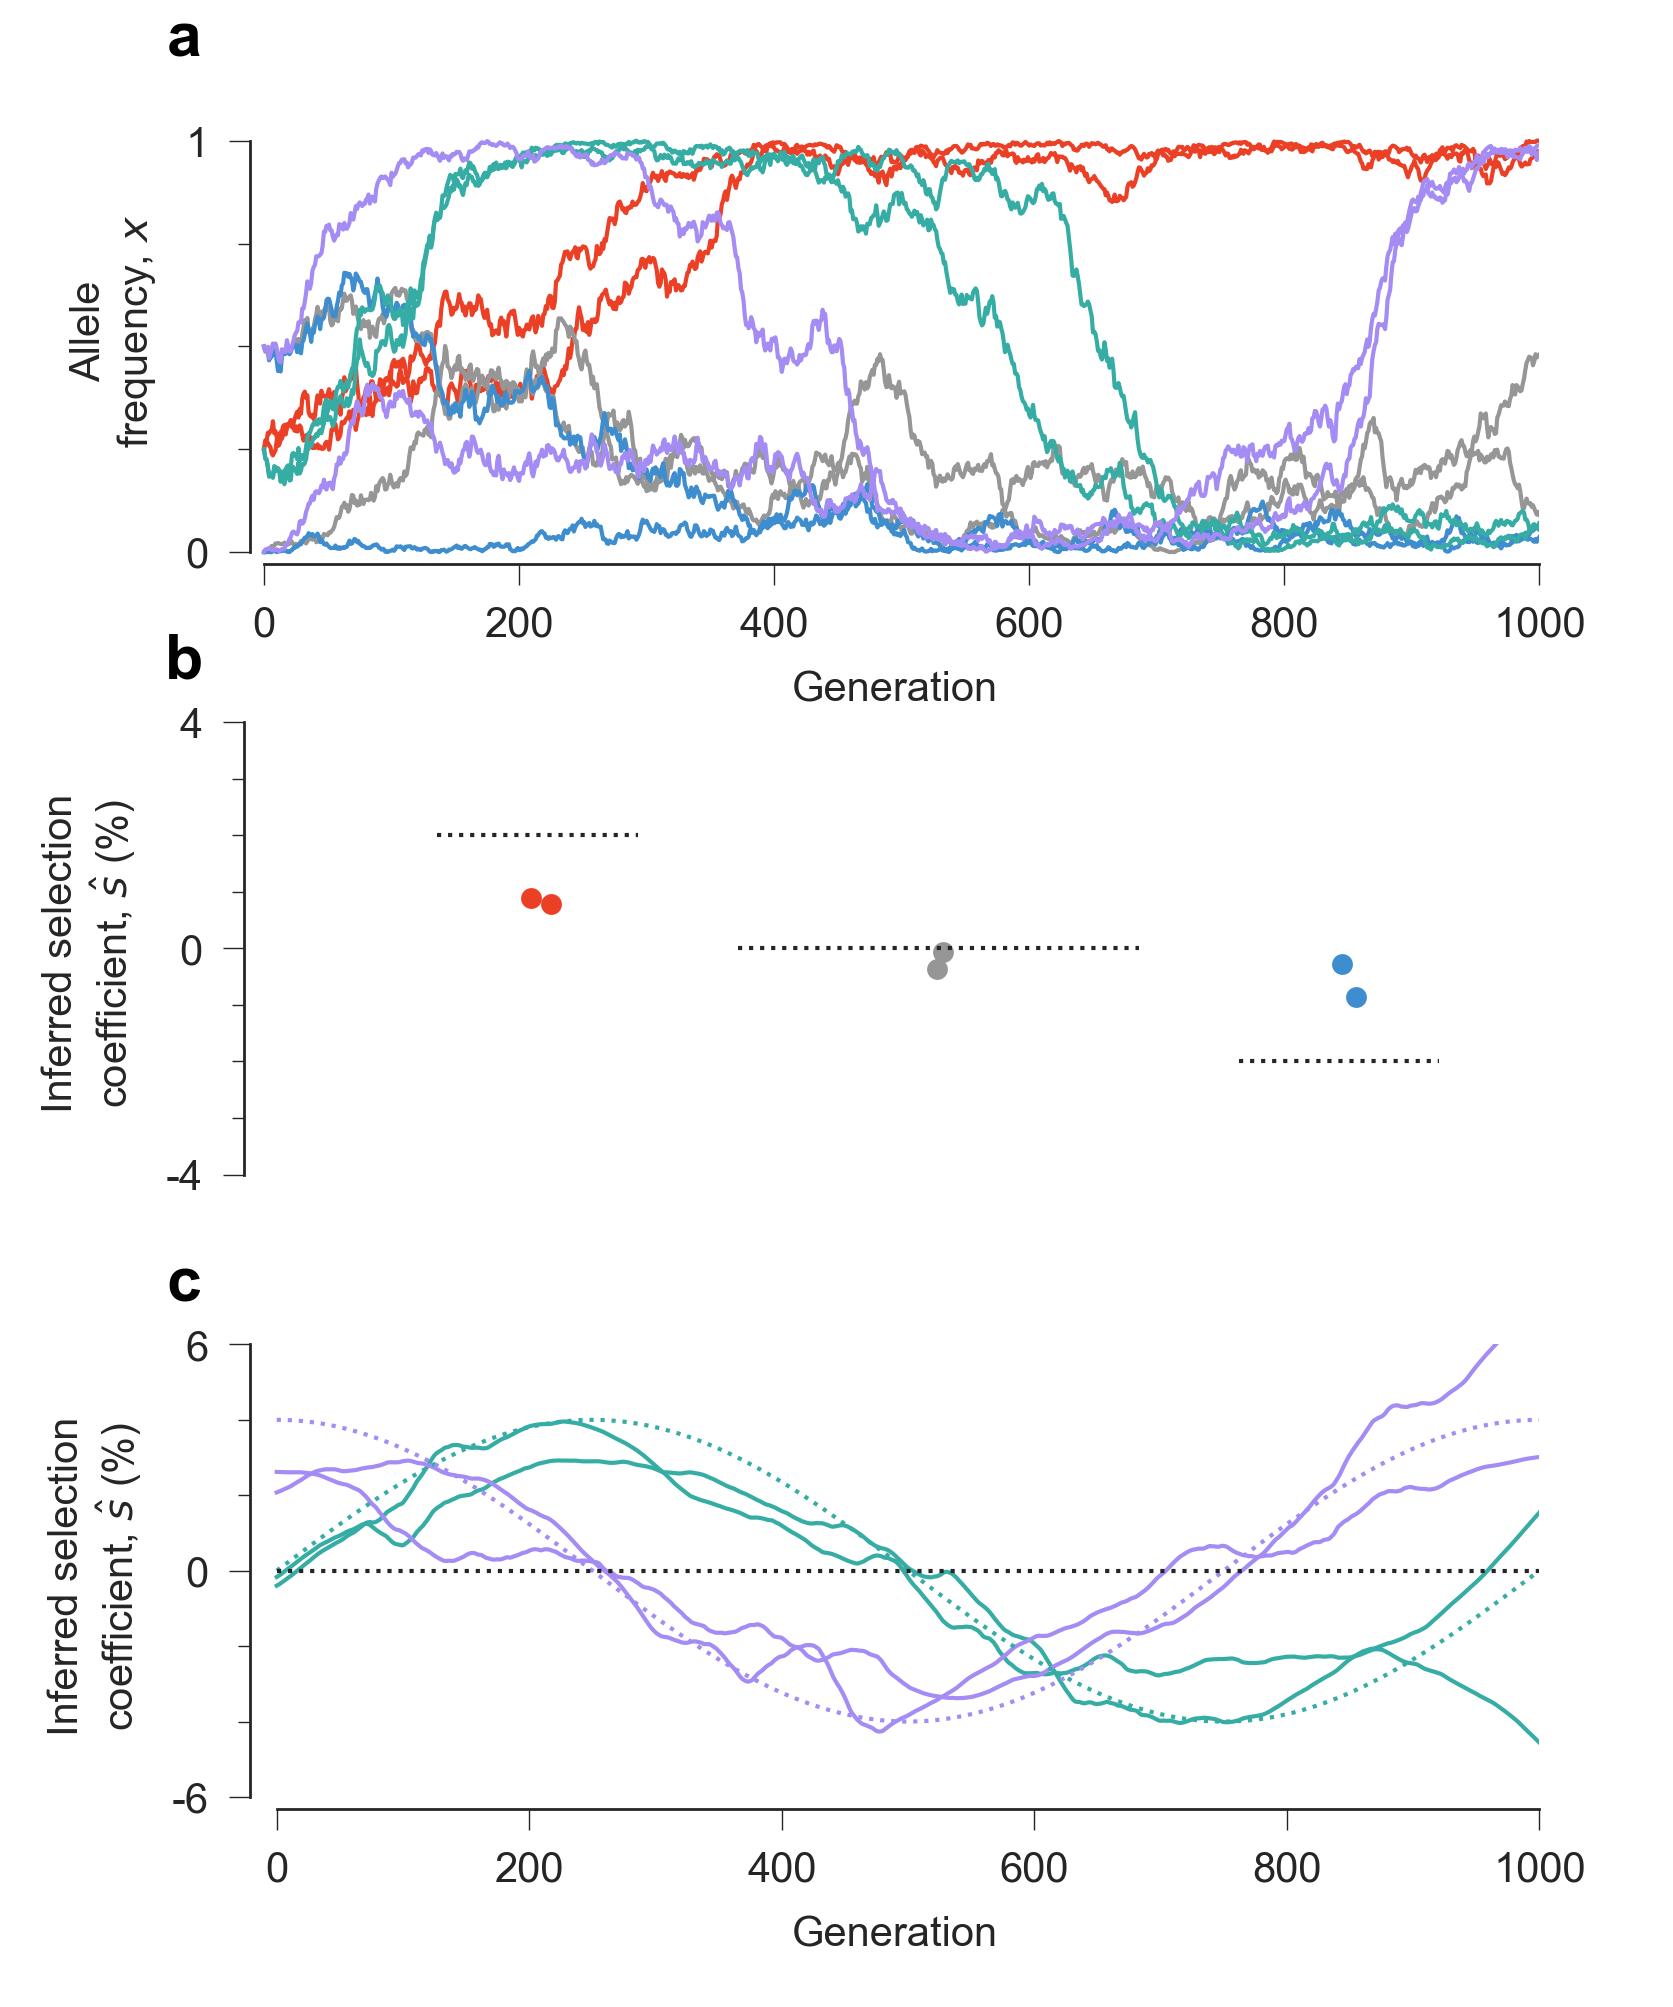 a
1
0
Allele
frequency, x
0 200 400 600 800 1000
Generation
b
4
0
-4
Inferred selection
coefficient, ŝ (%)
c
6
0
-6
Inferred selection
coefficient, ŝ (%)
0 200 400 600 800 1000
Generation